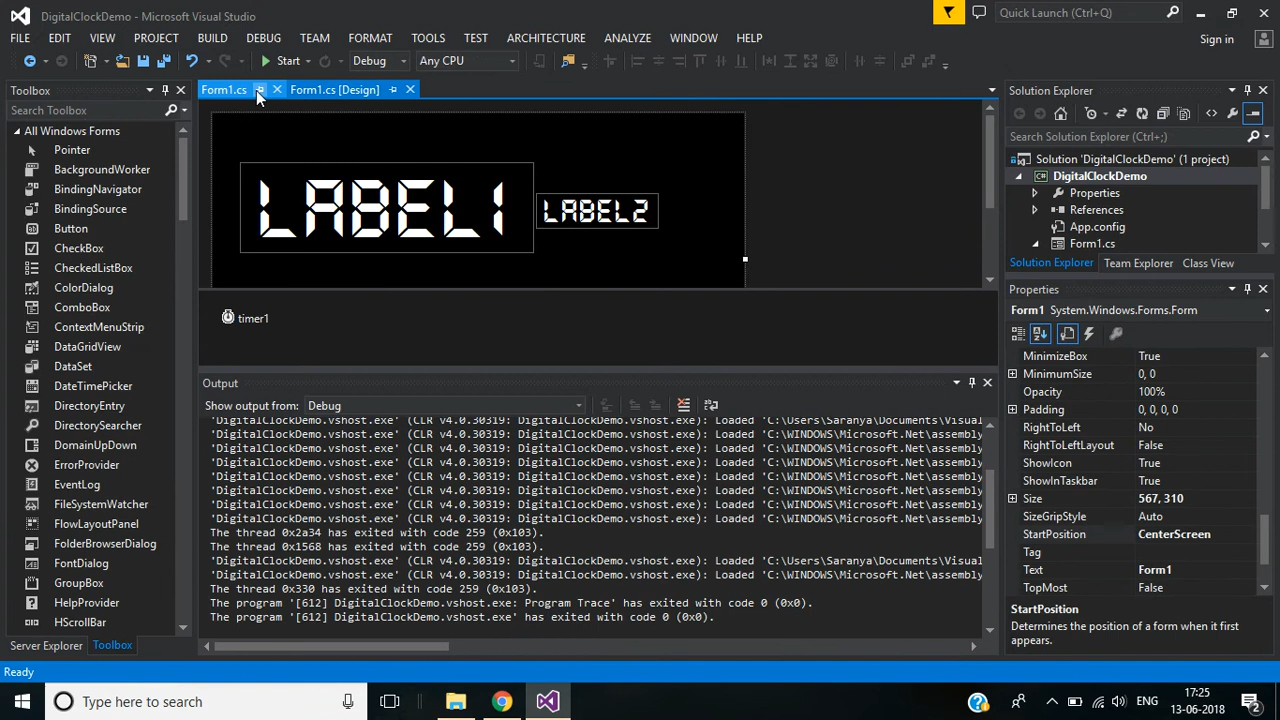 DigitalClockDemo - Microsoft Visual Studio
Quick Launch (Ctrl+Q)
FILE EDIT VIEW PROJECT BUILD DEBUG TEAM FORMAT TOOLS TEST ARCHITECTURE ANALYZE WINDOW HELP
Sign in
Start Debug Any CPU
Toolbox
Search Toolbox
All Windows Forms
Pointer
BackgroundWorker
BindingNavigator
BindingSource
Button
CheckBox
CheckedListBox
ColorDialog
ComboBox
ContextMenuStrip
DataGridView
DataSet
DateTimePicker
DirectoryEntry
DirectorySearcher
DomainUpDown
ErrorProvider
EventLog
FileSystemWatcher
FlowLayoutPanel
FolderBrowserDialog
FontDialog
GroupBox
HelpProvider
HScrollBar
Server Explorer Toolbox
Form1.cs Form1.cs [Design]
LABEL1
LABEL2
timer1
Output
Show output from: Debug
'DigitalClockDemo.vshost.exe' (CLR v4.0.30319: DigitalClockDemo.vshost.exe): Loaded 'C:\Users\Saranya\Documents\Visual
'DigitalClockDemo.vshost.exe' (CLR v4.0.30319: DigitalClockDemo.vshost.exe): Loaded 'C:\WINDOWS\Microsoft.Net\assembly
'DigitalClockDemo.vshost.exe' (CLR v4.0.30319: DigitalClockDemo.vshost.exe): Loaded 'C:\WINDOWS\Microsoft.Net\assembly
'DigitalClockDemo.vshost.exe' (CLR v4.0.30319: DigitalClockDemo.vshost.exe): Loaded 'C:\WINDOWS\Microsoft.Net\assembly
'DigitalClockDemo.vshost.exe' (CLR v4.0.30319: DigitalClockDemo.vshost.exe): Loaded 'C:\WINDOWS\Microsoft.Net\assembly
'DigitalClockDemo.vshost.exe' (CLR v4.0.30319: DigitalClockDemo.vshost.exe): Loaded 'C:\WINDOWS\Microsoft.Net\assembly
'DigitalClockDemo.vshost.exe' (CLR v4.0.30319: DigitalClockDemo.vshost.exe): Loaded 'C:\WINDOWS\Microsoft.Net\assembly
'DigitalClockDemo.vshost.exe' (CLR v4.0.30319: DigitalClockDemo.vshost.exe): Loaded 'C:\WINDOWS\Microsoft.Net\assembly
The thread 0x2a34 has exited with code 259 (0x103).
The thread 0x1568 has exited with code 259 (0x103).
'DigitalClockDemo.vshost.exe' (CLR v4.0.30319: DigitalClockDemo.vshost.exe): Loaded 'C:\Users\Saranya\Documents\Visual
'DigitalClockDemo.vshost.exe' (CLR v4.0.30319: DigitalClockDemo.vshost.exe): Loaded 'C:\WINDOWS\Microsoft.Net\assembly
The thread 0x330 has exited with code 259 (0x103).
The program '[612] DigitalClockDemo.vshost.exe: Program Trace' has exited with code 0 (0x0).
The program '[612] DigitalClockDemo.vshost.exe' has exited with code 0 (0x0).
Solution Explorer
Search Solution Explorer (Ctrl+;)
Solution 'DigitalClockDemo' (1 project)
C# DigitalClockDemo
Properties
References
App.config
Form1.cs
Solution Explorer Team Explorer Class View
Properties
Form1 System.Windows.Forms.Form
MinimizeBox True
MinimumSize 0, 0
Opacity 100%
Padding 0, 0, 0, 0
RightToLeft No
RightToLeftLayout False
ShowIcon True
ShowInTaskbar True
Size 567, 310
SizeGripStyle Auto
StartPosition CenterScreen
Tag
Text Form1
TopMost False
StartPosition
Determines the position of a form when it first
appears.
Ready
Type here to search
ENG
17:25
13-06-2018
2